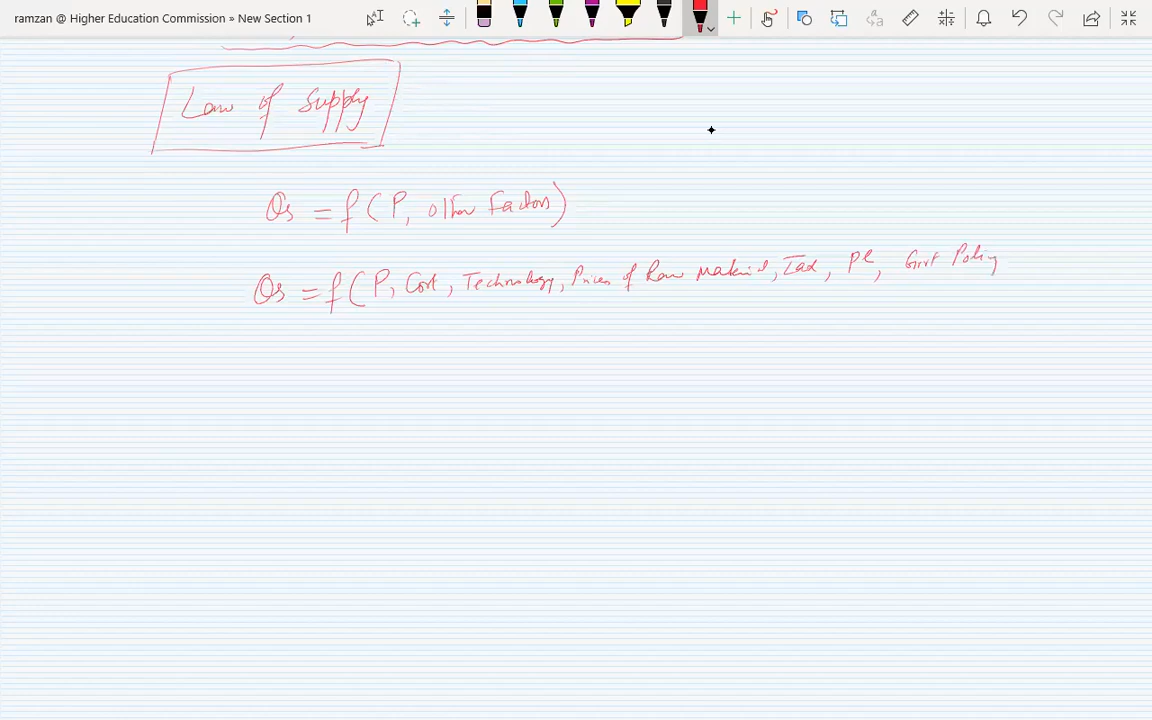 ramzan @ Higher Education Commission » New Section 1
Law of Supply
Qs = f(P, other Factors)
Qs = f(P, Cost, Technology, Prices of Raw Material, Tax, Pe, Govt Policy